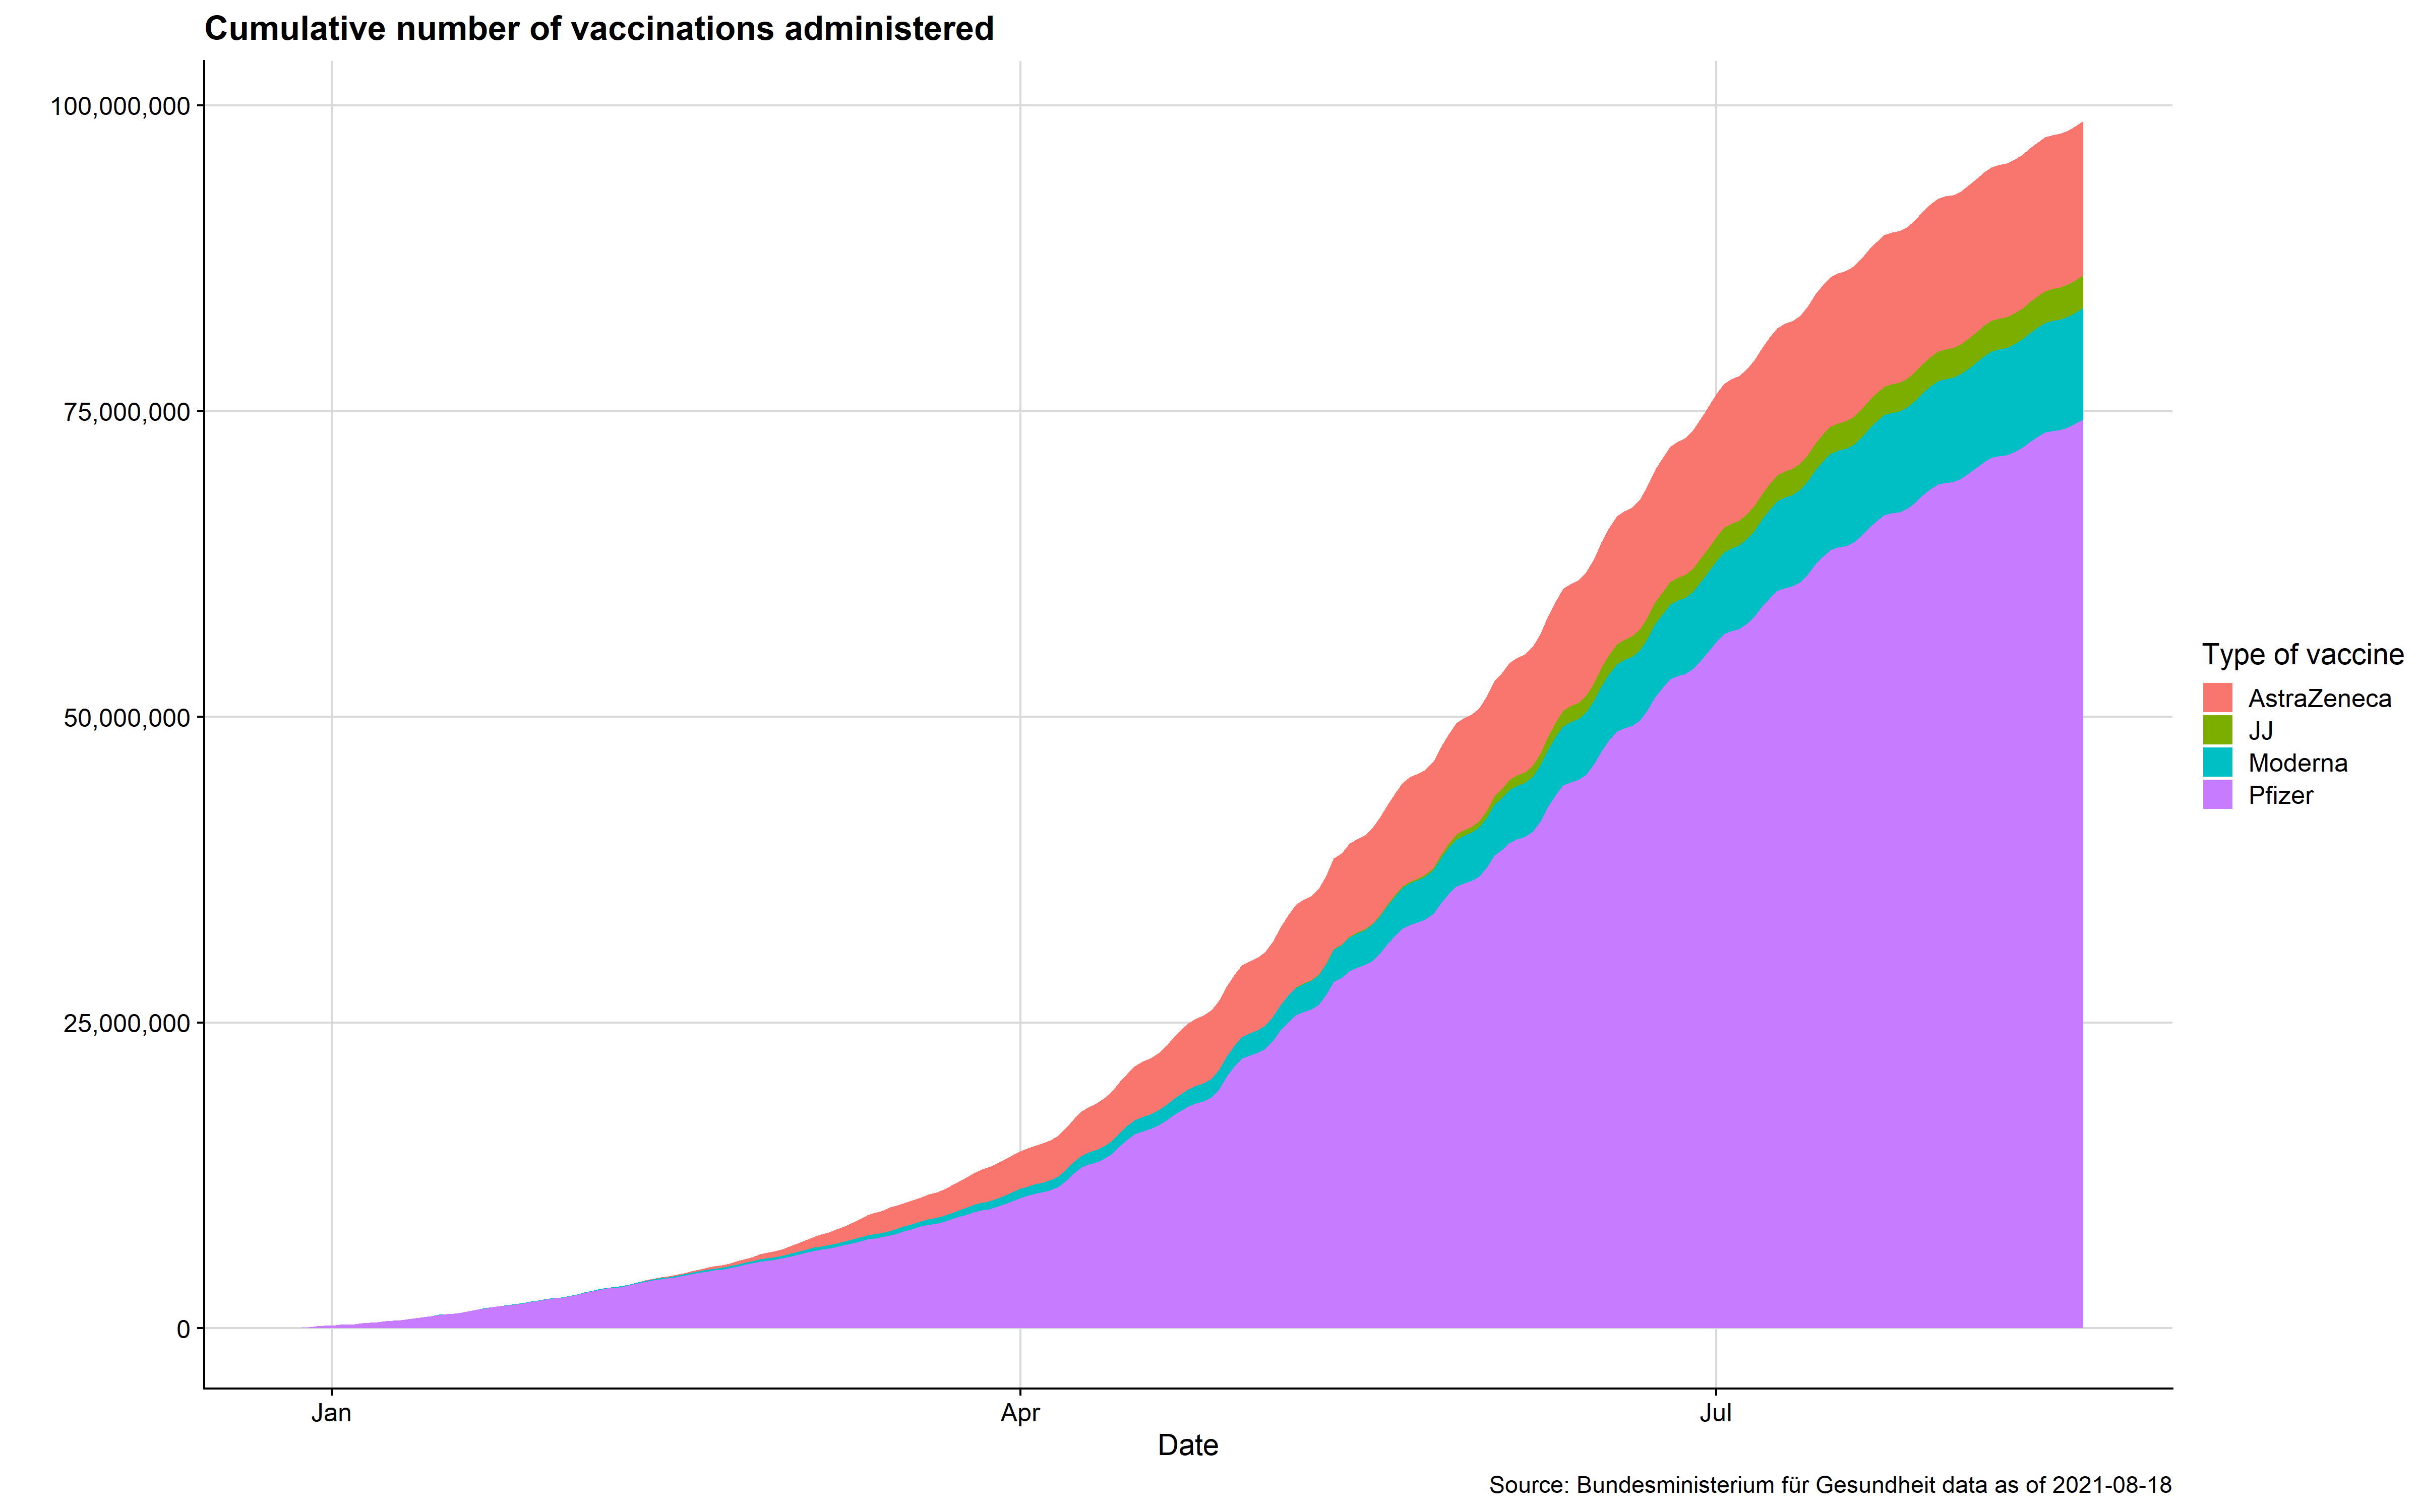 Cumulative number of vaccinations administered
100,000,000
75,000,000
50,000,000
25,000,000
0
Jan
Apr
Jul
Date
Type of vaccine
AstraZeneca
JJ
Moderna
Pfizer
Source: Bundesministerium für Gesundheit data as of 2021-08-18